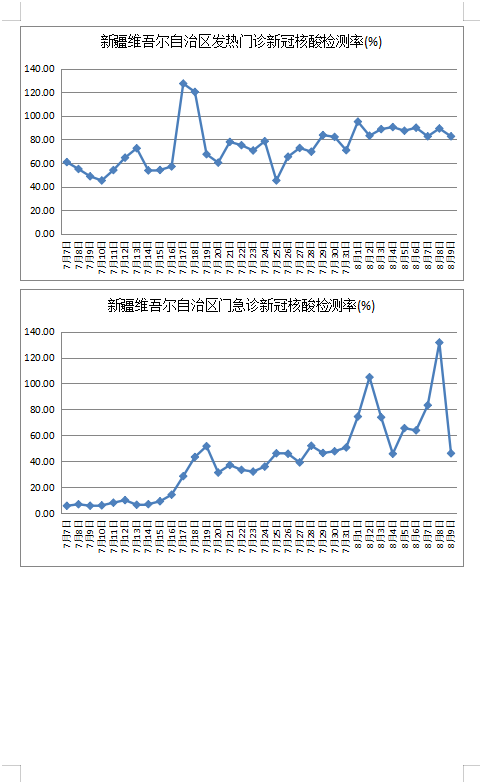 新疆维吾尔自治区发热门诊新冠核酸检测率(%)
140.00
120.00
100.00
80.00
60.00
40.00
20.00
0.00
7月7日
7月8日
7月9日
7月10日
7月11日
7月12日
7月13日
7月14日
7月15日
7月16日
7月17日
7月18日
7月19日
7月20日
7月21日
7月22日
7月23日
7月24日
7月25日
7月26日
7月27日
7月28日
7月29日
7月30日
7月31日
8月1日
8月2日
8月3日
8月4日
8月5日
8月6日
8月7日
8月8日
8月9日
新疆维吾尔自治区门急诊新冠核酸检测率(%)
140.00
120.00
100.00
80.00
60.00
40.00
20.00
0.00
7月7日
7月8日
7月9日
7月10日
7月11日
7月12日
7月13日
7月14日
7月15日
7月16日
7月17日
7月18日
7月19日
7月20日
7月21日
7月22日
7月23日
7月24日
7月25日
7月26日
7月27日
7月28日
7月29日
7月30日
7月31日
8月1日
8月2日
8月3日
8月4日
8月5日
8月6日
8月7日
8月8日
8月9日